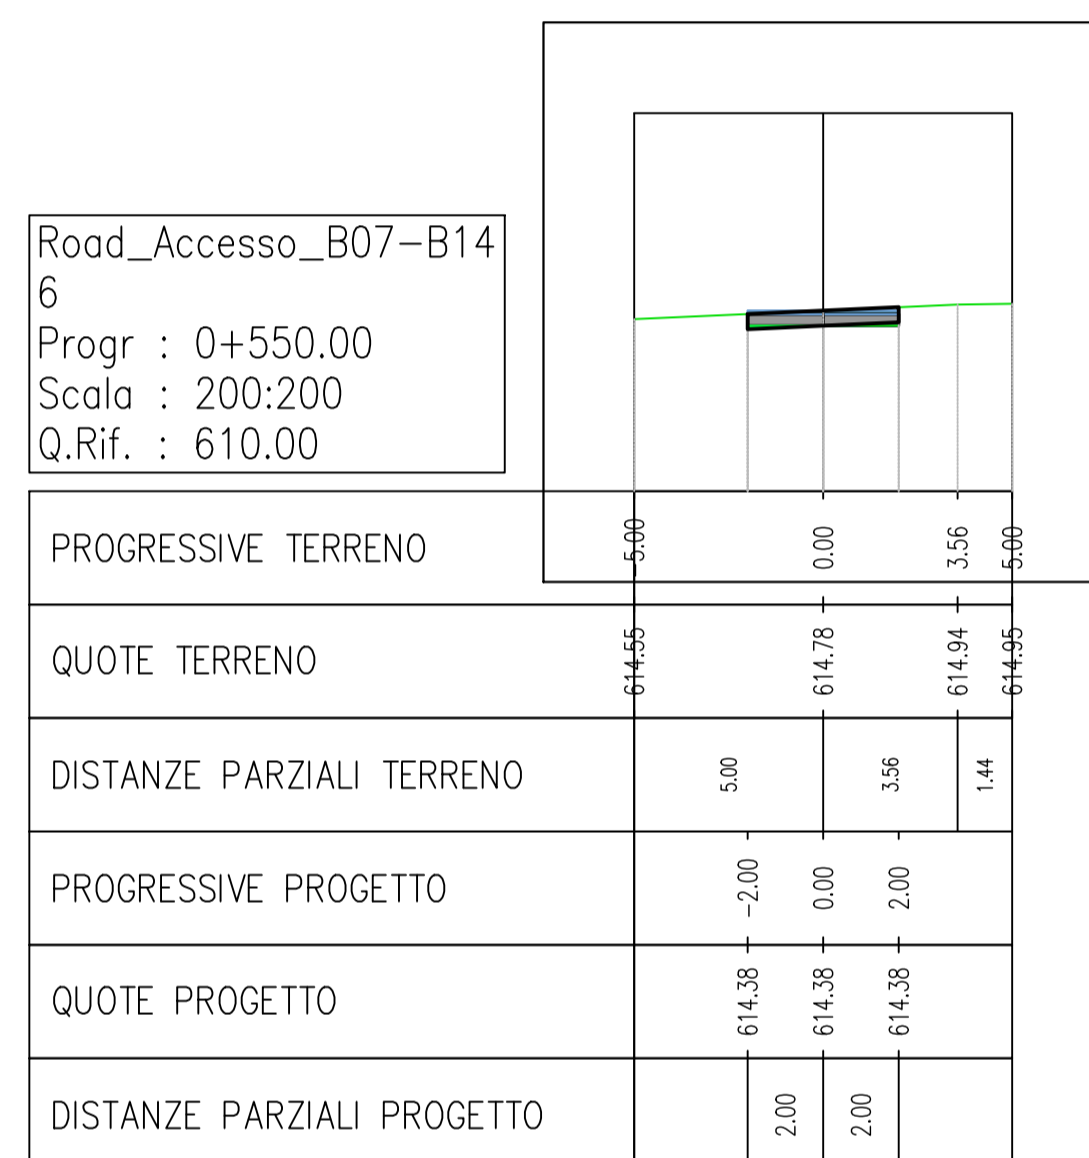 Road_Accesso_B07-B14
6
Progr : 0+550.00
Scala : 200:200
Q.Rif. : 610.00
PROGRESSIVE TERRENO -5.00 0.00 3.56 5.00
QUOTE TERRENO 614.55 614.78 614.94 614.95
DISTANZE PARZIALI TERRENO 5.00 3.56 1.44
PROGRESSIVE PROGETTO -2.00 0.00 2.00
QUOTE PROGETTO 614.38 614.38 614.38
DISTANZE PARZIALI PROGETTO 2.00 2.00